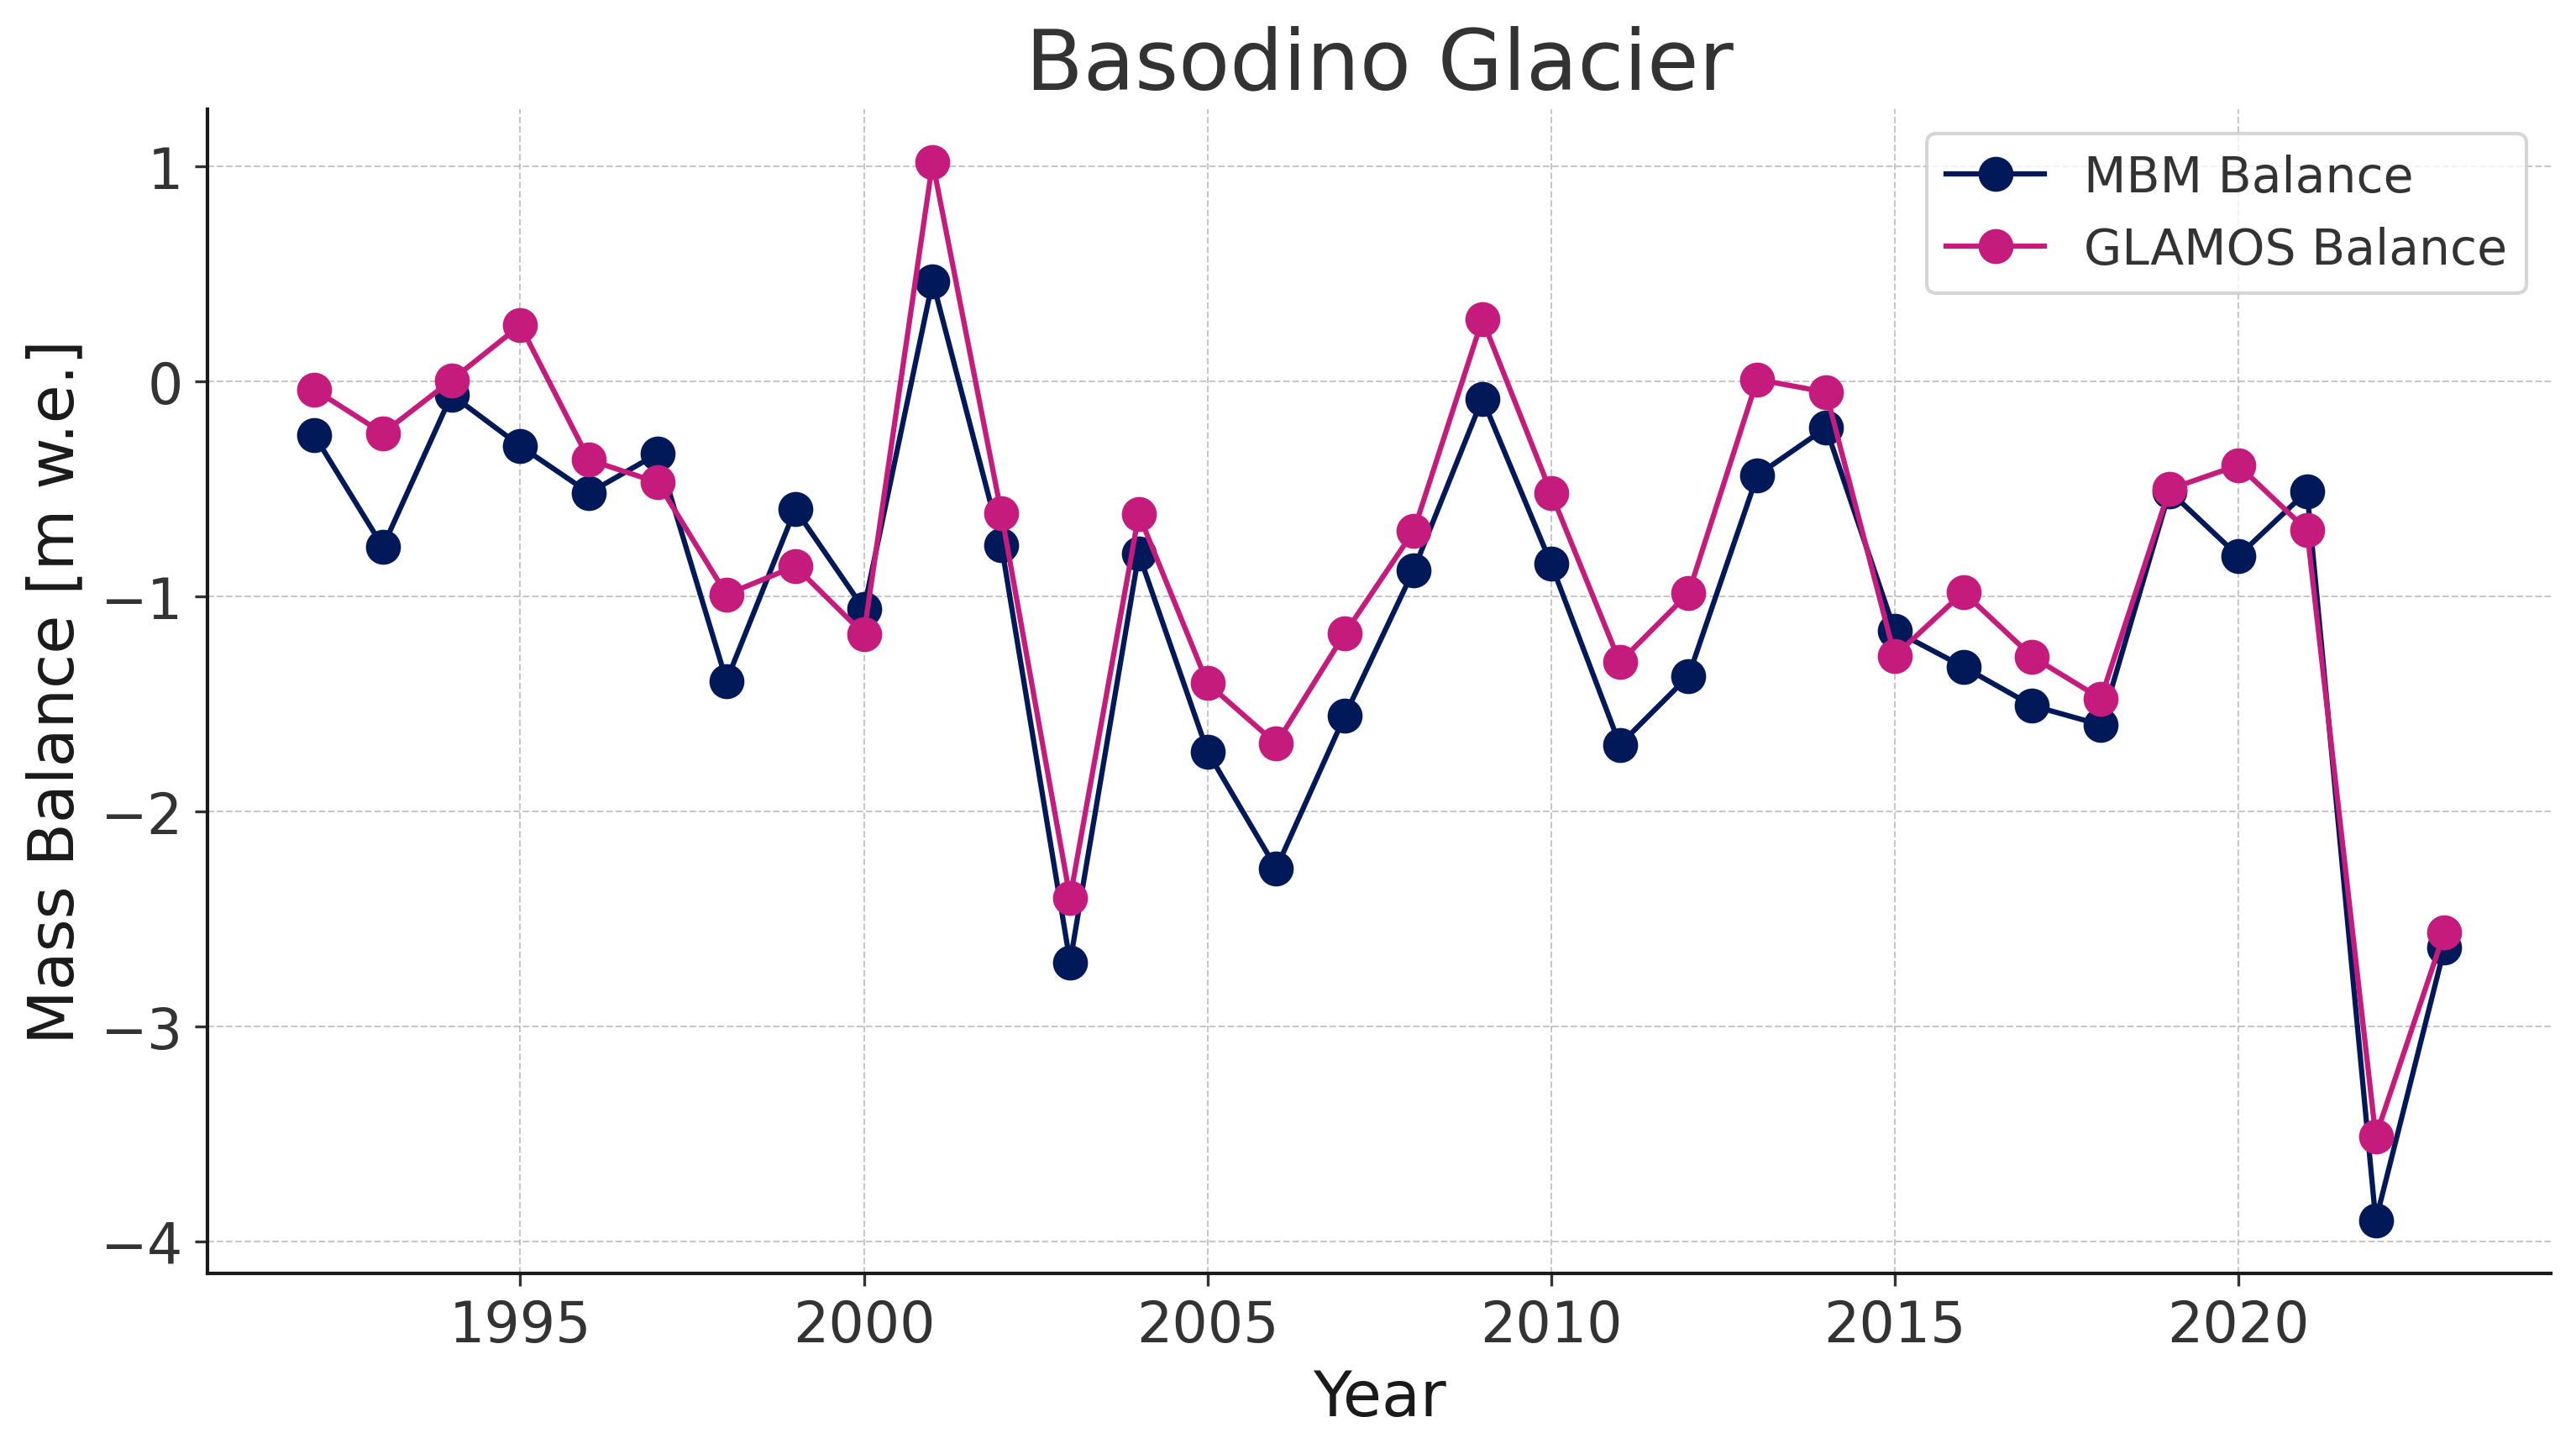 Basodino Glacier
MBM Balance
GLAMOS Balance
Mass Balance [m w.e.]
1
0
−1
−2
−3
−4
1995 2000 2005 2010 2015 2020
Year